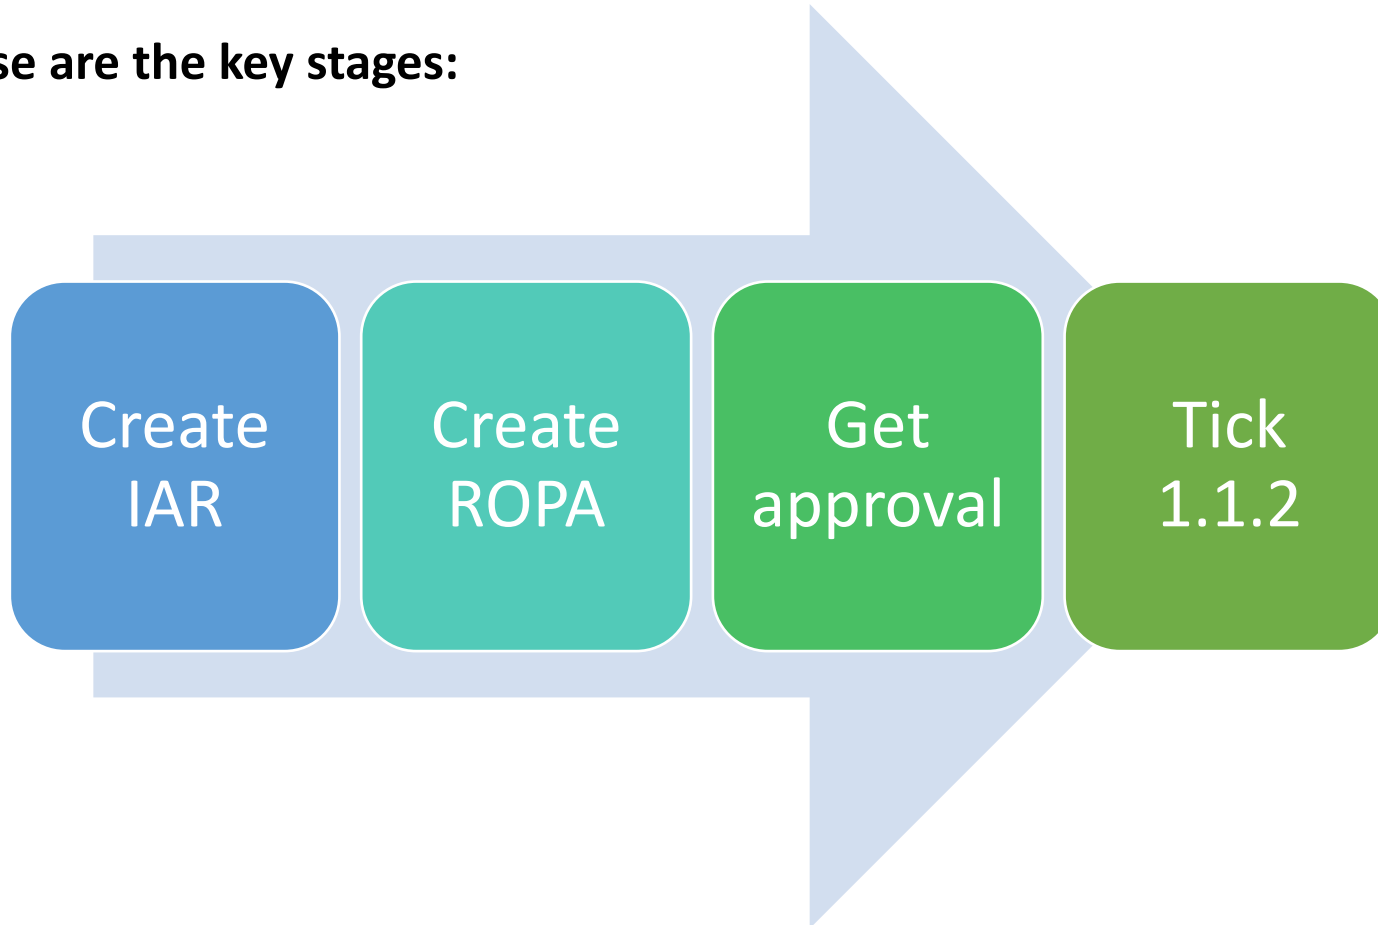 se are the key stages:
Create
IAR
Create
ROPA
Get
approval
Tick
1.1.2